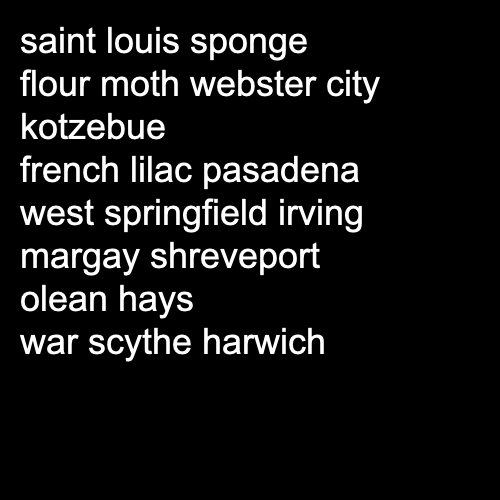 saint louis sponge
flour moth webster city
kotzebue
french lilac pasadena
west springfield irving
margay shreveport
olean hays
war scythe harwich